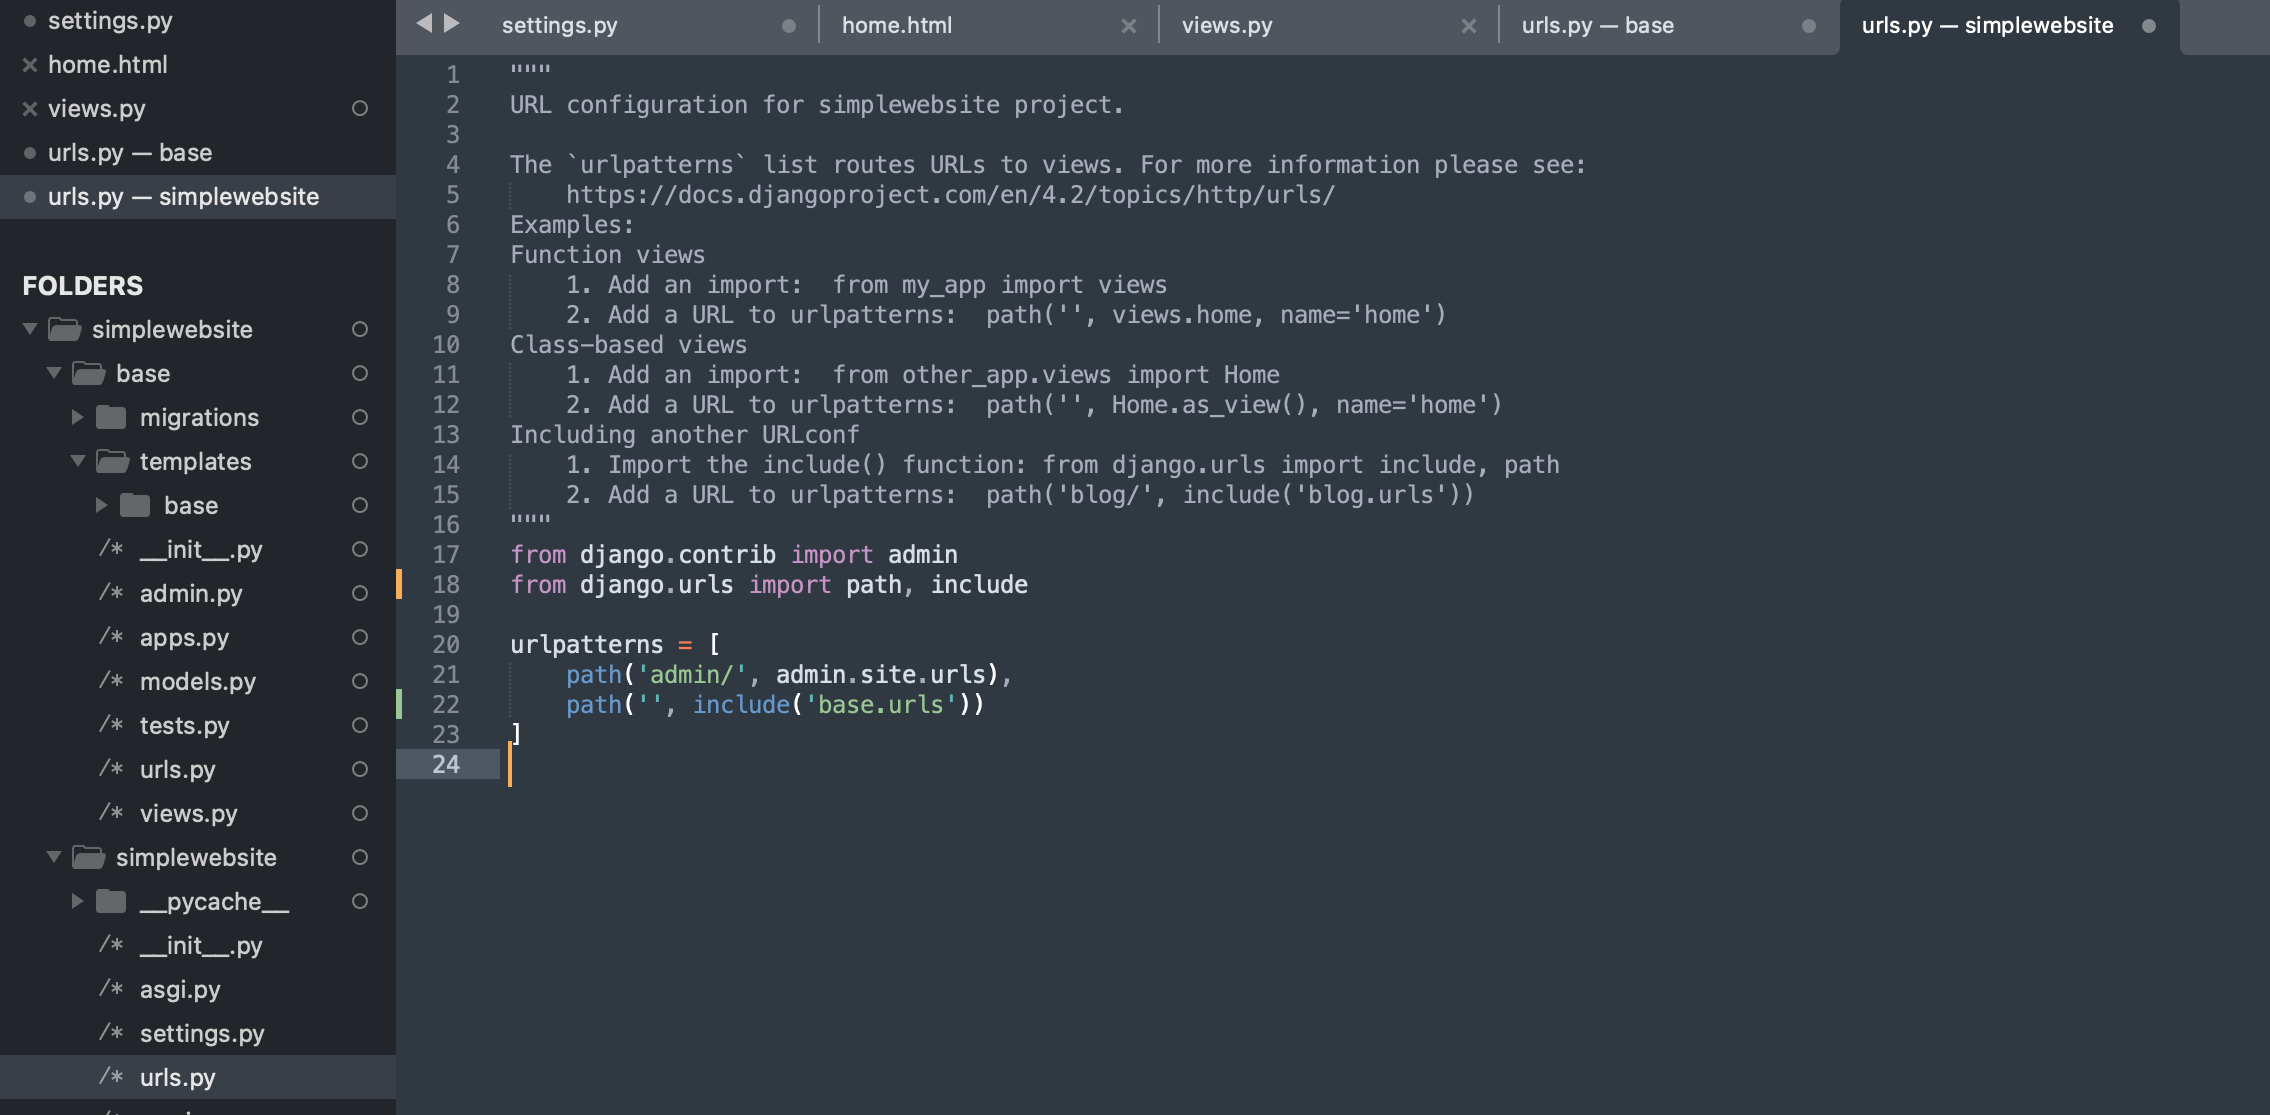 settings.py
home.html
views.py
urls.py — base
urls.py — simplewebsite
FOLDERS
simplewebsite
base
migrations
templates
base
/* __init__.py
/* admin.py
/* apps.py
/* models.py
/* tests.py
/* urls.py
/* views.py
simplewebsite
__pycache__
/* __init__.py
/* asgi.py
/* settings.py
/* urls.py
settings.py home.html views.py urls.py — base urls.py — simplewebsite
1 """
2 URL configuration for simplewebsite project.
3
4 The `urlpatterns` list routes URLs to views. For more information please see:
5     https://docs.djangoproject.com/en/4.2/topics/http/urls/
6 Examples:
7 Function views
8     1. Add an import:  from my_app import views
9     2. Add a URL to urlpatterns:  path('', views.home, name='home')
10 Class-based views
11     1. Add an import:  from other_app.views import Home
12     2. Add a URL to urlpatterns:  path('', Home.as_view(), name='home')
13 Including another URLconf
14     1. Import the include() function: from django.urls import include, path
15     2. Add a URL to urlpatterns:  path('blog/', include('blog.urls'))
16 """
17 from django.contrib import admin
18 from django.urls import path, include
19
20 urlpatterns = [
21     path('admin/', admin.site.urls),
22     path('', include('base.urls'))
23 ]
24